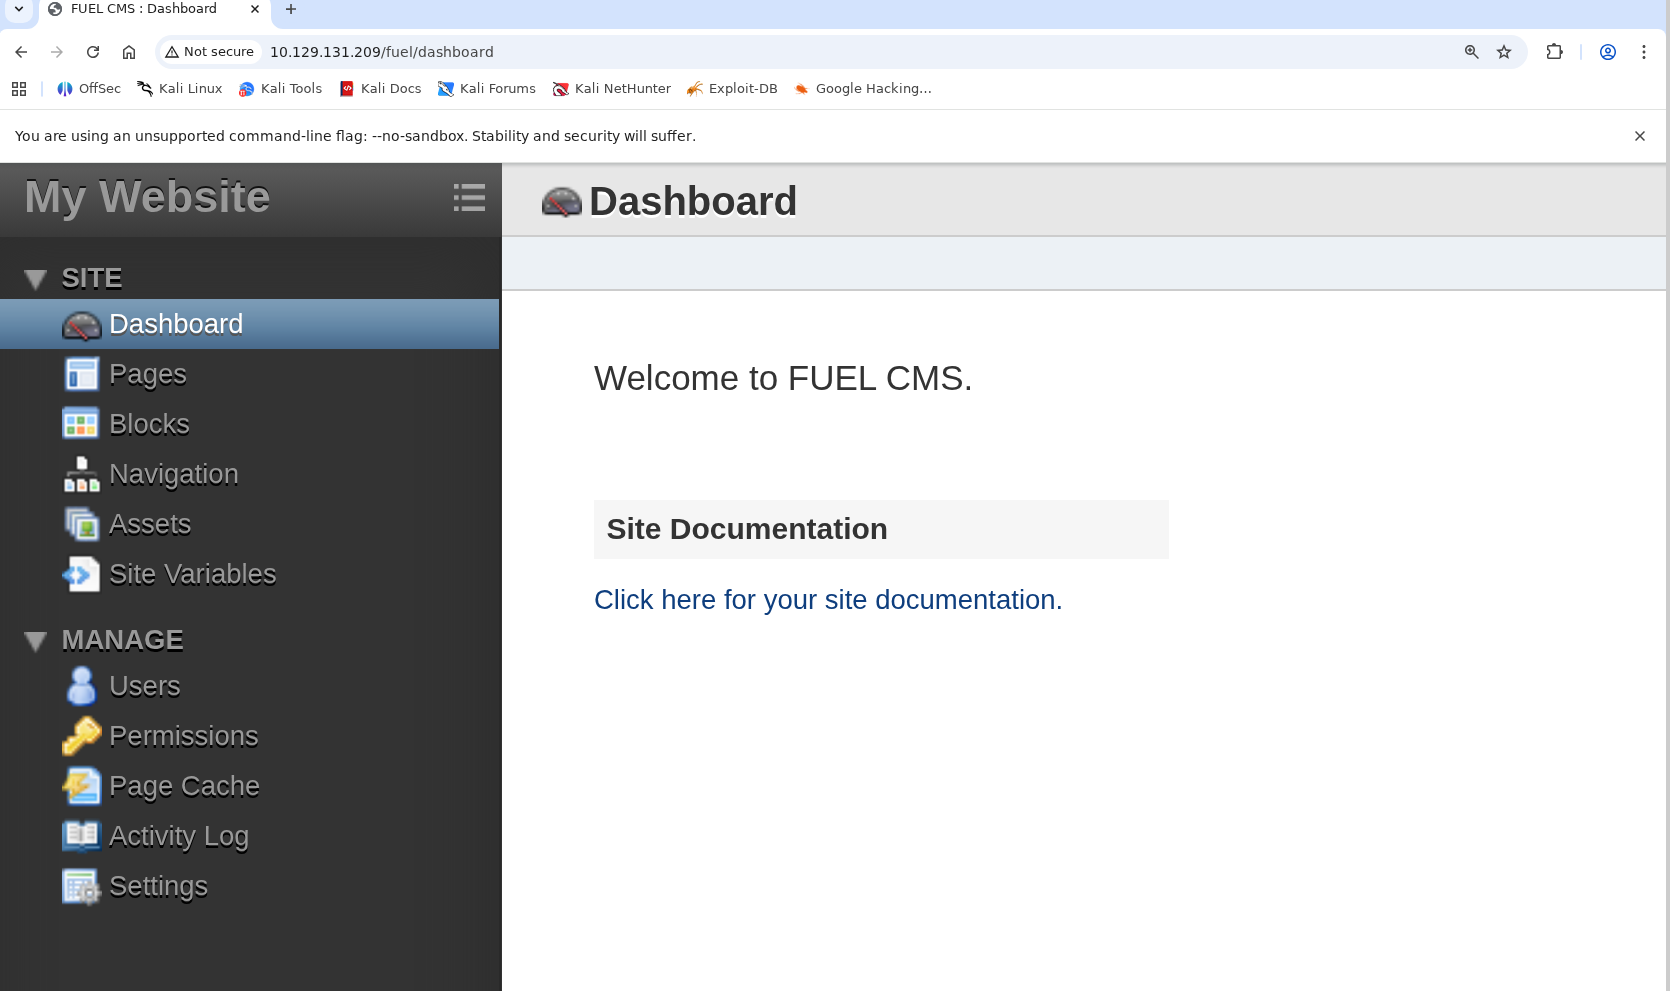 FUEL CMS : Dashboard
Not secure 10.129.131.209/fuel/dashboard
OffSec Kali Linux Kali Tools Kali Docs Kali Forums Kali NetHunter Exploit-DB Google Hacking...
You are using an unsupported command-line flag: --no-sandbox. Stability and security will suffer.
My Website
SITE
Dashboard
Pages
Blocks
Navigation
Assets
Site Variables
MANAGE
Users
Permissions
Page Cache
Activity Log
Settings
Dashboard
Welcome to FUEL CMS.
Site Documentation
Click here for your site documentation.